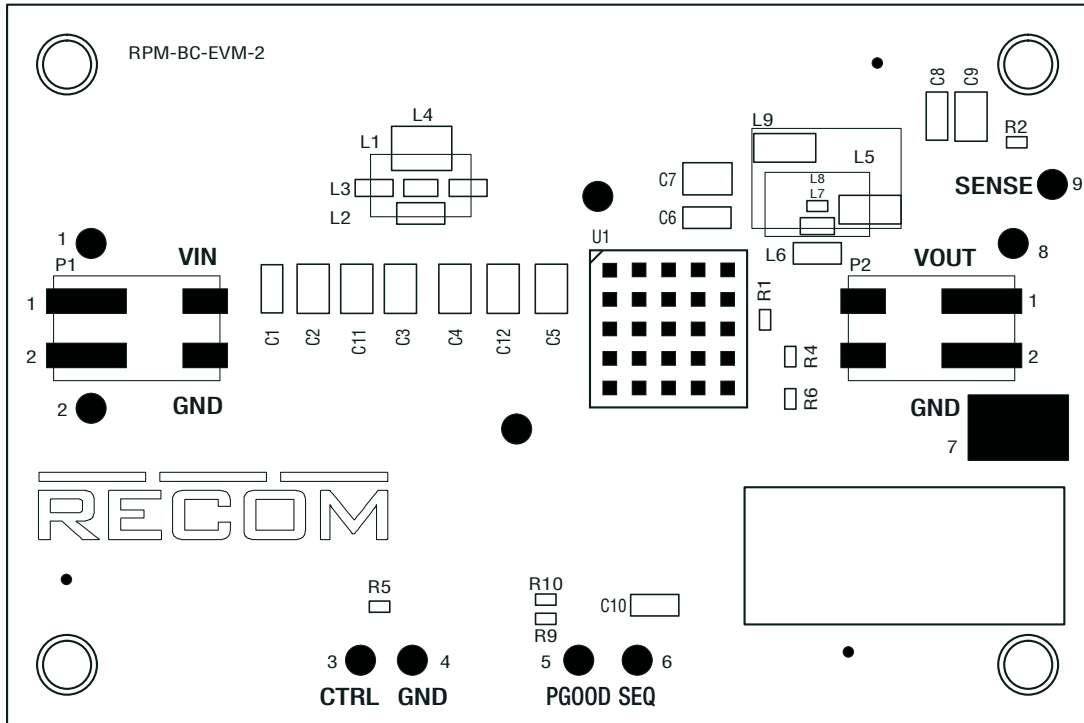 RPM-BC-EVM-2
L4
L1
L3
L2
L9
L5
L8
L7
L6
C7
C6
C8
C9
R2
SENSE
9
1
P1
VIN
1
2
2
GND
C1
C2
C11
C3
C4
C12
C5
U1
R1
R4
R6
P2
VOUT
8
1
2
GND
7
RECOM
R5
R10
R9
C10
3
4
5
6
CTRL
GND
PGOOD
SEQ